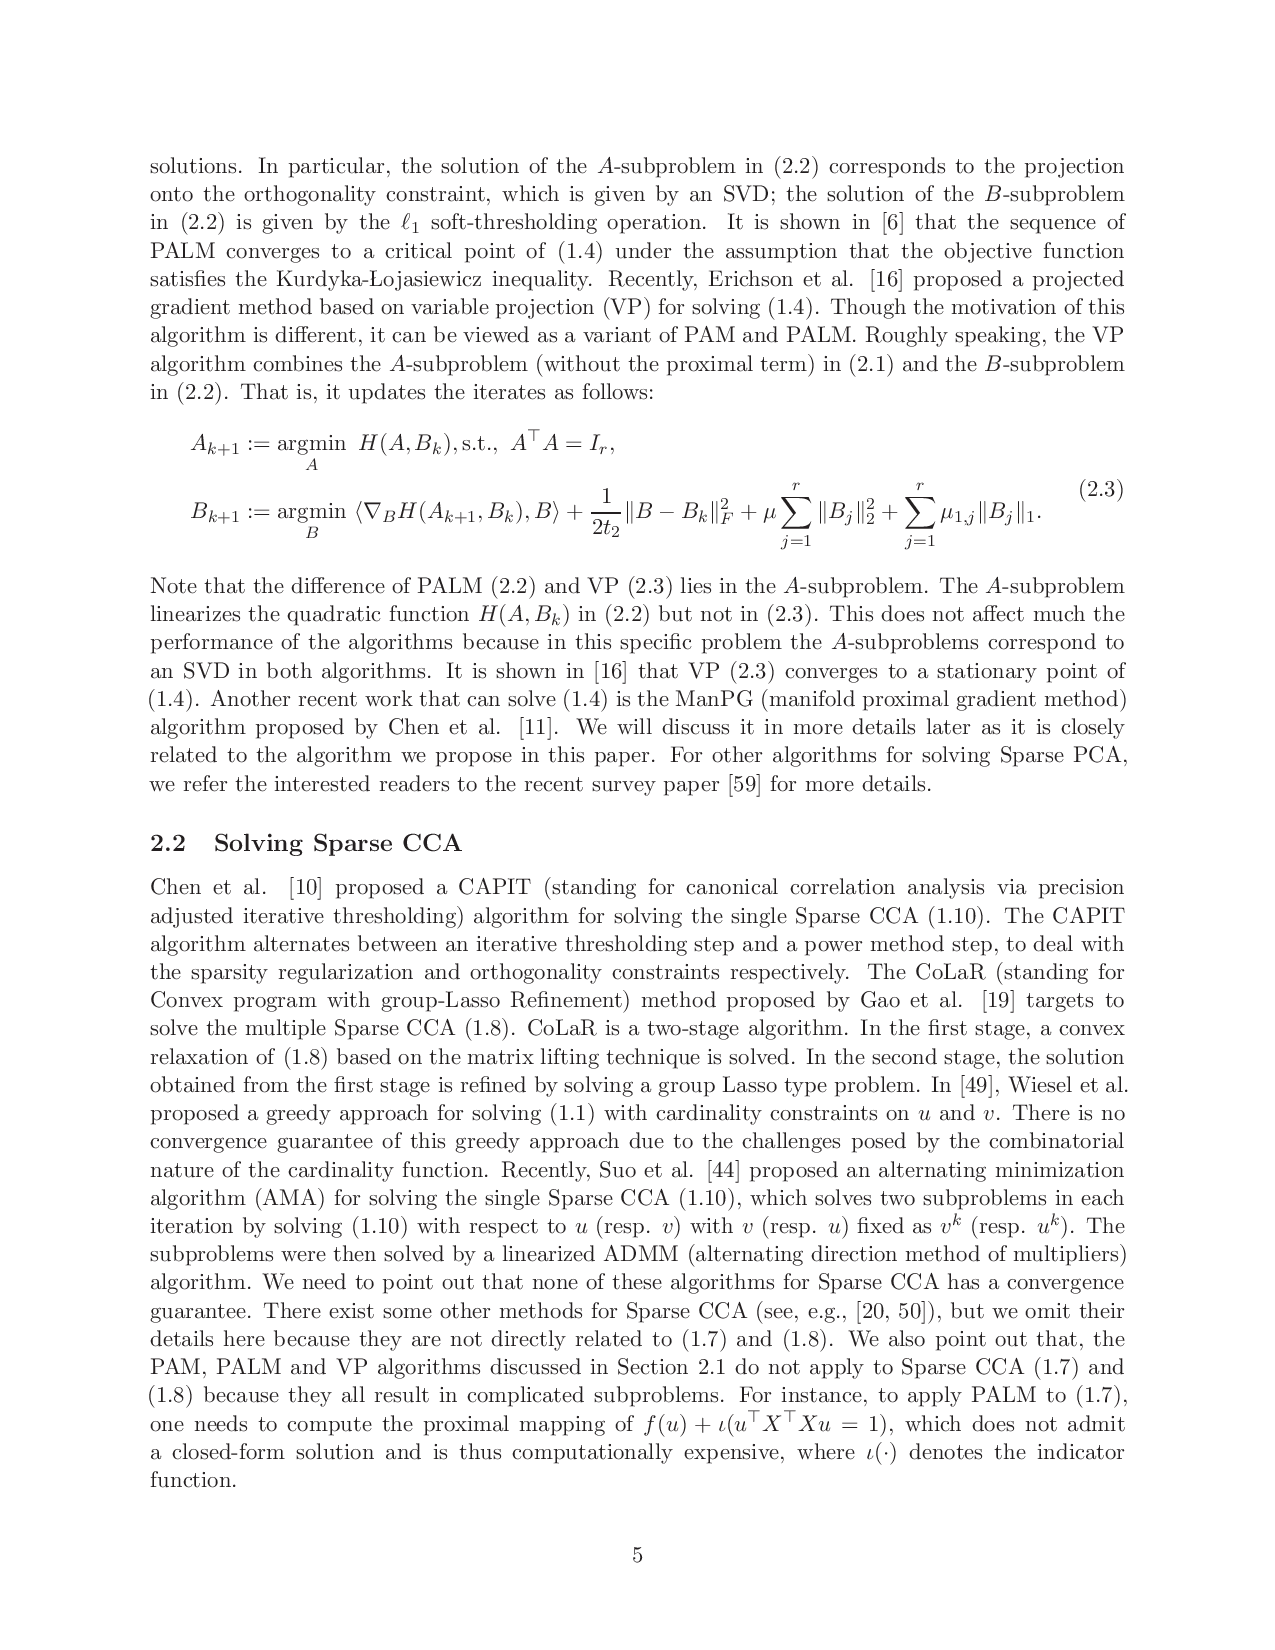 solutions. In particular, the solution of the A-subproblem in (2.2) corresponds to the projection
onto the orthogonality constraint, which is given by an SVD; the solution of the B-subproblem
in (2.2) is given by the ℓ₁ soft-thresholding operation. It is shown in [6] that the sequence of
PALM converges to a critical point of (1.4) under the assumption that the objective function
satisfies the Kurdyka-Łojasiewicz inequality. Recently, Erichson et al. [16] proposed a projected
gradient method based on variable projection (VP) for solving (1.4). Though the motivation of this
algorithm is different, it can be viewed as a variant of PAM and PALM. Roughly speaking, the VP
algorithm combines the A-subproblem (without the proximal term) in (2.1) and the B-subproblem
in (2.2). That is, it updates the iterates as follows:
A_{k+1} := argmin_A H(A, B_k), s.t., A^⊤ A = I_r,
B_{k+1} := argmin_B ⟨∇_B H(A_{k+1}, B_k), B⟩ + \frac{1}{2t_2} ‖B − B_k‖_F^2 + μ ∑_{j=1}^{r} ‖B_j‖_2^2 + ∑_{j=1}^{r} μ_{1,j} ‖B_j‖_1. (2.3)
Note that the difference of PALM (2.2) and VP (2.3) lies in the A-subproblem. The A-subproblem
linearizes the quadratic function H(A, B_k) in (2.2) but not in (2.3). This does not affect much the
performance of the algorithms because in this specific problem the A-subproblems correspond to
an SVD in both algorithms. It is shown in [16] that VP (2.3) converges to a stationary point of
(1.4). Another recent work that can solve (1.4) is the ManPG (manifold proximal gradient method)
algorithm proposed by Chen et al. [11]. We will discuss it in more details later as it is closely
related to the algorithm we propose in this paper. For other algorithms for solving Sparse PCA,
we refer the interested readers to the recent survey paper [59] for more details.
2.2 Solving Sparse CCA
Chen et al. [10] proposed a CAPIT (standing for canonical correlation analysis via precision
adjusted iterative thresholding) algorithm for solving the single Sparse CCA (1.10). The CAPIT
algorithm alternates between an iterative thresholding step and a power method step, to deal with
the sparsity regularization and orthogonality constraints respectively. The CoLaR (standing for
Convex program with group-Lasso Refinement) method proposed by Gao et al. [19] targets to
solve the multiple Sparse CCA (1.8). CoLaR is a two-stage algorithm. In the first stage, a convex
relaxation of (1.8) based on the matrix lifting technique is solved. In the second stage, the solution
obtained from the first stage is refined by solving a group Lasso type problem. In [49], Wiesel et al.
proposed a greedy approach for solving (1.1) with cardinality constraints on u and v. There is no
convergence guarantee of this greedy approach due to the challenges posed by the combinatorial
nature of the cardinality function. Recently, Suo et al. [44] proposed an alternating minimization
algorithm (AMA) for solving the single Sparse CCA (1.10), which solves two subproblems in each
iteration by solving (1.10) with respect to u (resp. v) with v (resp. u) fixed as v^k (resp. u^k). The
subproblems were then solved by a linearized ADMM (alternating direction method of multipliers)
algorithm. We need to point out that none of these algorithms for Sparse CCA has a convergence
guarantee. There exist some other methods for Sparse CCA (see, e.g., [20, 50]), but we omit their
details here because they are not directly related to (1.7) and (1.8). We also point out that, the
PAM, PALM and VP algorithms discussed in Section 2.1 do not apply to Sparse CCA (1.7) and
(1.8) because they all result in complicated subproblems. For instance, to apply PALM to (1.7),
one needs to compute the proximal mapping of f(u) + ι(u^⊤ X^⊤ Xu = 1), which does not admit
a closed-form solution and is thus computationally expensive, where ι(·) denotes the indicator
function.
5